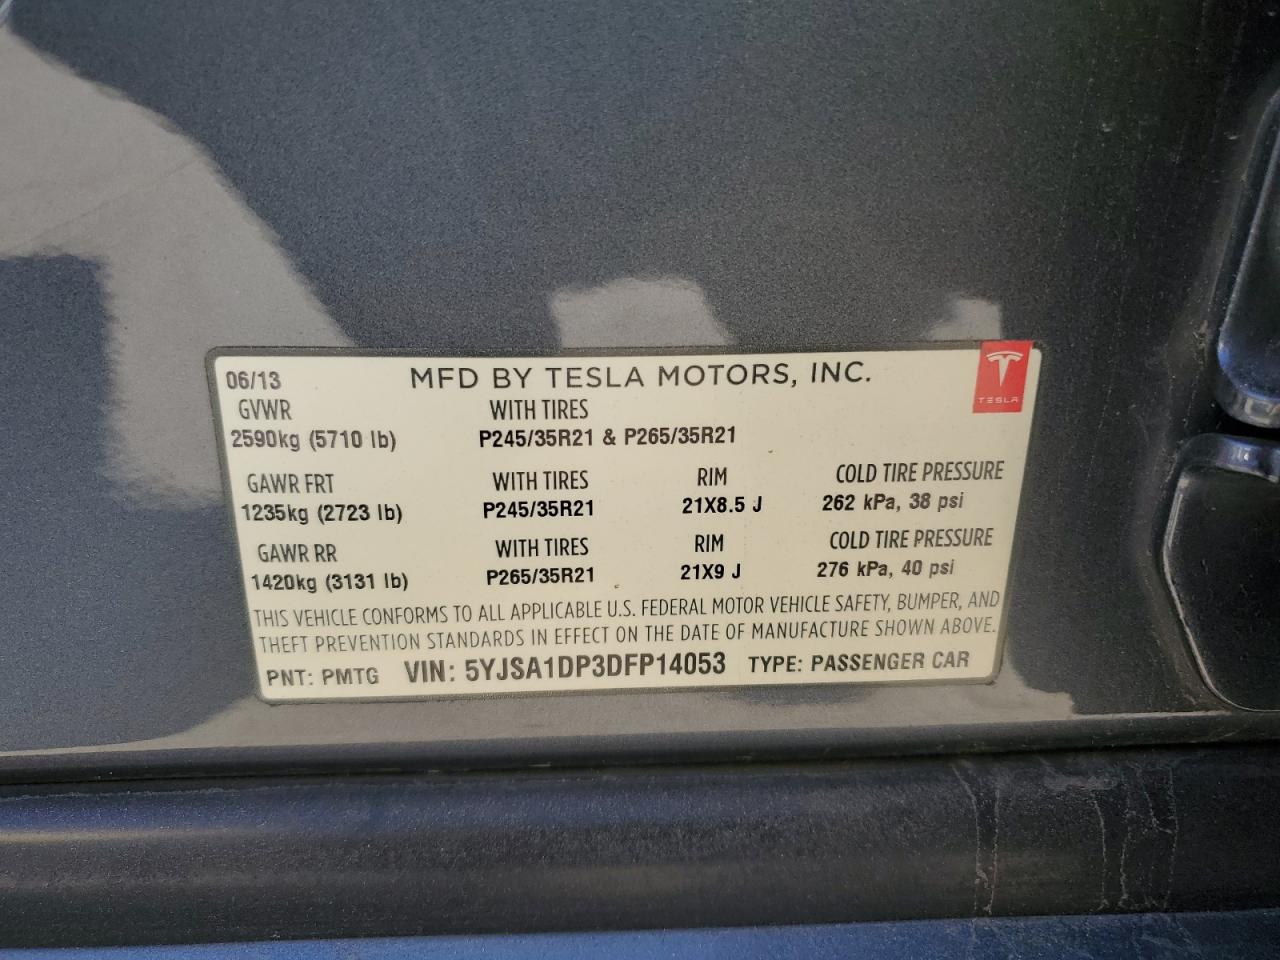 06/13 MFD BY TESLA MOTORS, INC.
TESLA
GVWR WITH TIRES
2590kg (5710 lb) P245/35R21 & P265/35R21
GAWR FRT WITH TIRES RIM COLD TIRE PRESSURE
1235kg (2723 lb) P245/35R21 21X8.5 J 262 kPa, 38 psi
GAWR RR WITH TIRES RIM COLD TIRE PRESSURE
1420kg (3131 lb) P265/35R21 21X9 J 276 kPa, 40 psi
THIS VEHICLE CONFORMS TO ALL APPLICABLE U.S. FEDERAL MOTOR VEHICLE SAFETY, BUMPER, AND
THEFT PREVENTION STANDARDS IN EFFECT ON THE DATE OF MANUFACTURE SHOWN ABOVE.
PNT: PMTG VIN: 5YJSA1DP3DFP14053 TYPE: PASSENGER CAR